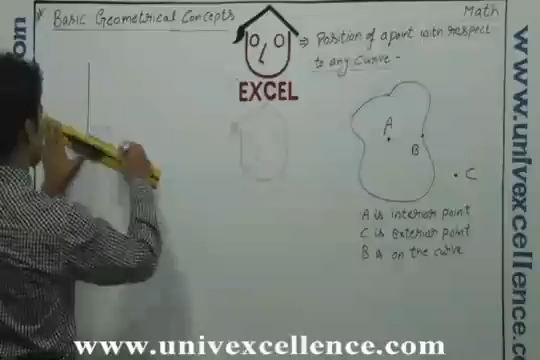 Basic Geometrical Concepts
Math
⇒ Position of a point with respect
to any Curve -
EXCEL
A
B
C
A is interior point
C is exterior point
B is on the curve
www.univexcellence.com
www.univexcellence.com
om